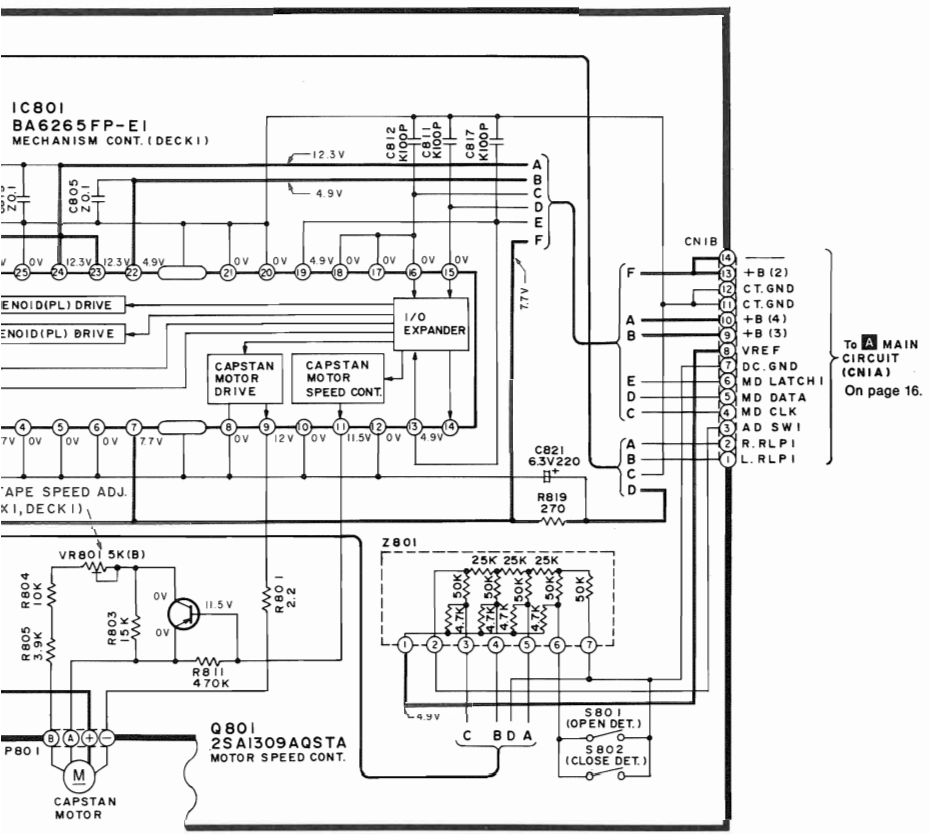 IC801
BA6265FP-E1
MECHANISM CONT. (DECK1)
C812
K100P
C811
K100P
C817
K100P
12.3V
4.9V
A
B
C
D
E
F
Z0.1
C805
Z0.1
25 0V 24 12.3V 23 12.3V 22 4.9V 21 0V 20 0V 19 4.9V 18 0V 17 0V 16 0V 15 0V
7.7V
ENOID(PL) DRIVE
ENOID(PL) DRIVE
I/O
EXPANDER
CAPSTAN
MOTOR
DRIVE
CAPSTAN
MOTOR
SPEED CONT.
7V 4 0V 5 0V 6 0V 7 7.7V 8 0V 9 12V 10 0V 11 11.5V 12 0V 13 4.9V 14
CN1B
14
F 13 +B (2)
12 CT.GND
11 CT.GND
A 10 +B (4)
B 9 +B (3)
8 VREF
7 DC.GND
E 6 MD LATCH1
D 5 MD DATA
C 4 MD CLK
3 AD SW1
A 2 R.RLP1
B 1 L.RLP1
C
D
To A MAIN
CIRCUIT
(CN1A)
On page 16.
C821
6.3V220
+
R819
270
TAPE SPEED ADJ.
X1,DECK1)
VR801 5K(B)
R804
10K
R805
3.9K
R803
15K
0V
0V
11.5V
R811
470K
R801
2.2
Z801
25K 25K 25K
50K 50K 50K 50K 50K
4.7K 4.7K 4.7K 4.7K
1 2 3 4 5 6 7
4.9V
C B D A
S801
(OPEN DET.)
S802
(CLOSE DET.)
P801
B A + −
M
CAPSTAN
MOTOR
Q801
2SA1309AQSTA
MOTOR SPEED CONT.